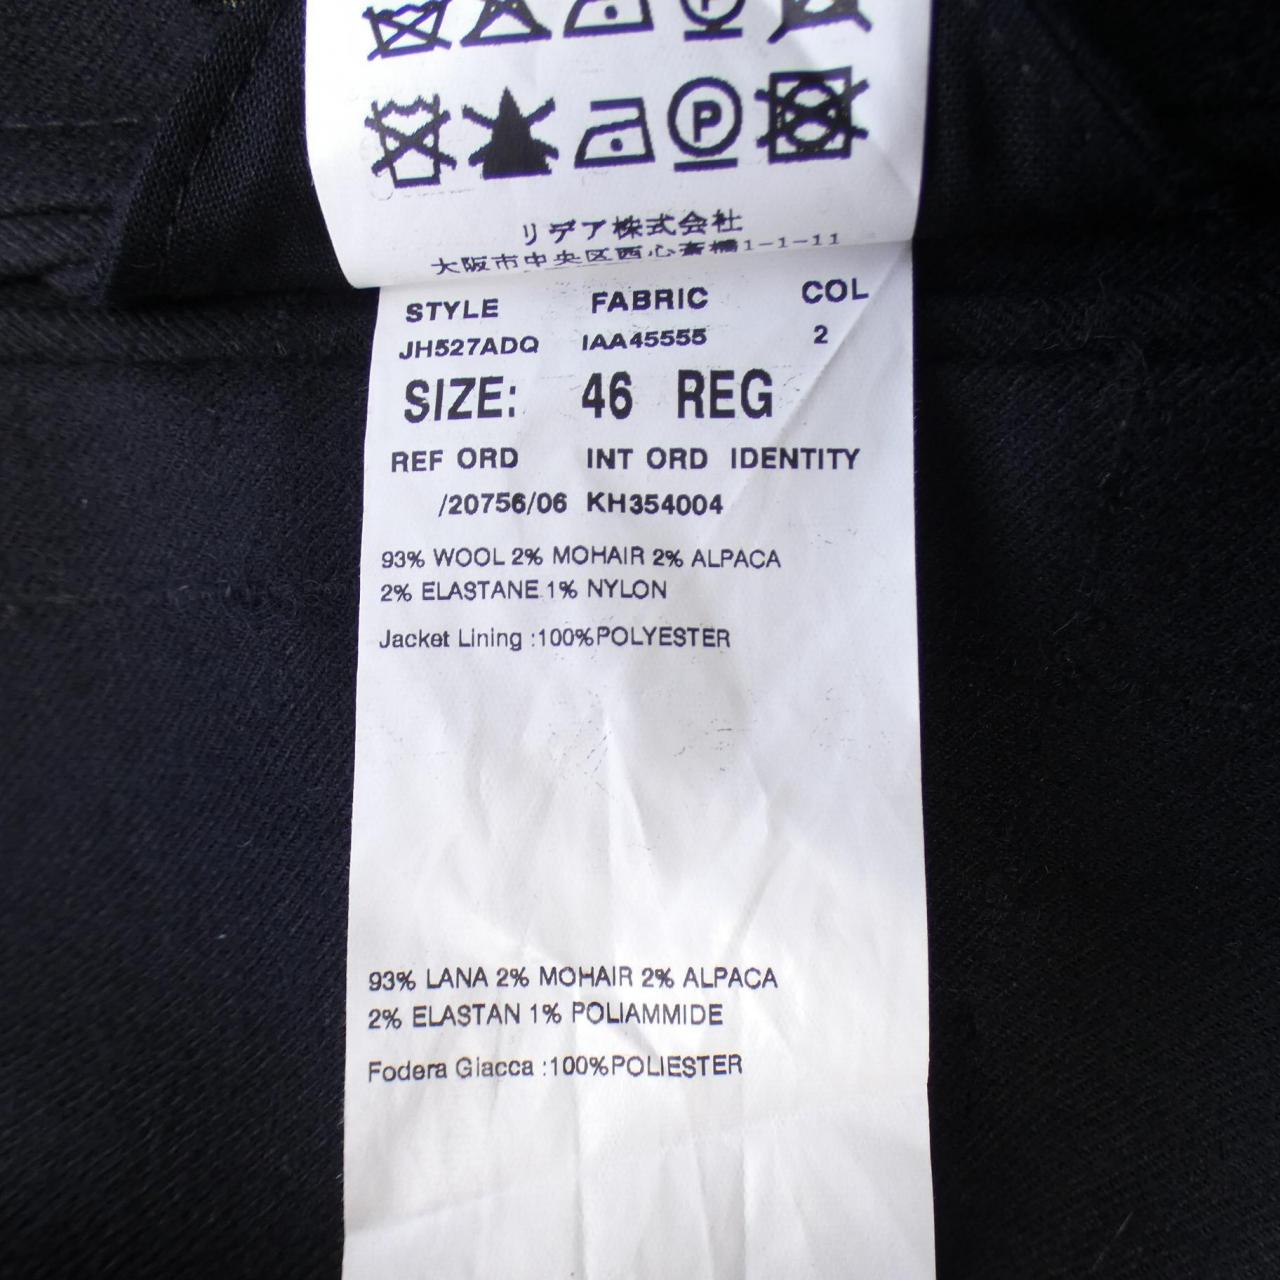 P
リデア株式会社
大阪市中央区西心斎橋1-1-11
STYLE FABRIC COL
JH527ADQ IAA45555 2
SIZE: 46 REG
REF ORD INT ORD IDENTITY
/20756/06 KH354004
93% WOOL 2% MOHAIR 2% ALPACA
2% ELASTANE 1% NYLON
Jacket Lining :100%POLYESTER
93% LANA 2% MOHAIR 2% ALPACA
2% ELASTAN 1% POLIAMMIDE
Fodera Giacca :100%POLIESTER